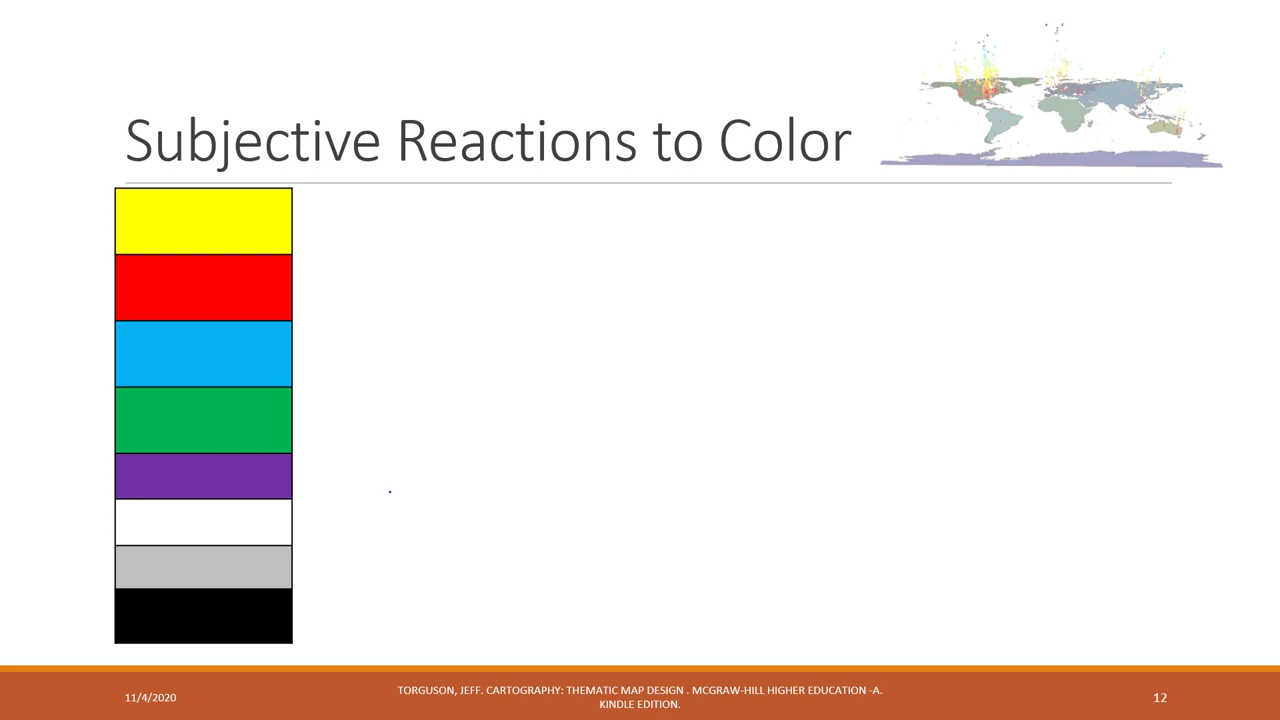 Subjective Reactions to Color
11/4/2020
TORGUSON, JEFF. CARTOGRAPHY: THEMATIC MAP DESIGN . MCGRAW-HILL HIGHER EDUCATION -A.
KINDLE EDITION.
12